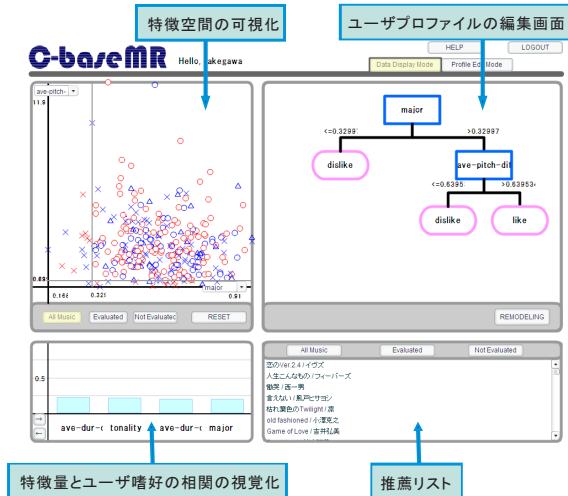 特徴空間の可視化
ユーザプロファイルの編集画面
C-baseMR
Hello, takegawa
HELP
LOGOUT
Data Display Mode
Profile Edit Mode
ave-pitch-
11.9
0.166
0.321
0.91
major
All Music
Evaluated
Not Evaluated
RESET
major
>0.32997
dislike
ave-pitch-dif
<=0.6395
dislike
like
REMODELING
0.5
ave-dur-
tonality
ave-dur-
major
All Music
Evaluated
Not Evaluated
恋のVer.2.4 / イヴズ
人生こんなもの / フィーバーズ
慟哭 / 西一男
言えない / 風戸ヒサヨシ
枯れ葉色のTwilight / 凛
old fashioned / 小澤克之
Game of Love / 吉井弘美
特徴量とユーザ嗜好の相関の視覚化
推薦リスト